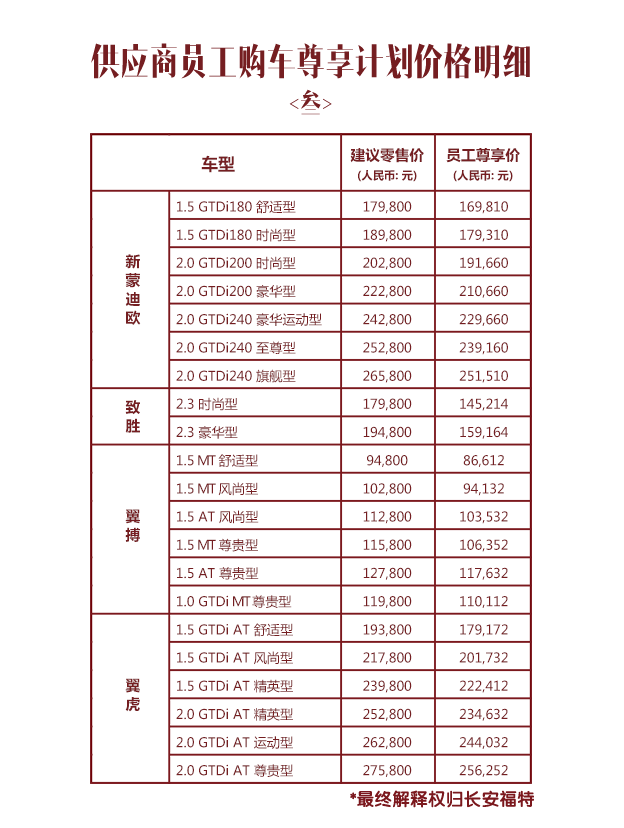 供应商员工购车尊享计划价格明细
<叁>
车型 建议零售价 (人民币: 元) 员工尊享价 (人民币: 元)
新蒙迪欧
1.5 GTDi180 舒适型 179,800 169,810
1.5 GTDi180 时尚型 189,800 179,310
2.0 GTDi200 时尚型 202,800 191,660
2.0 GTDi200 豪华型 222,800 210,660
2.0 GTDi240 豪华运动型 242,800 229,660
2.0 GTDi240 至尊型 252,800 239,160
2.0 GTDi240 旗舰型 265,800 251,510
致胜
2.3 时尚型 179,800 145,214
2.3 豪华型 194,800 159,164
翼搏
1.5 MT 舒适型 94,800 86,612
1.5 MT 风尚型 102,800 94,132
1.5 AT 风尚型 112,800 103,532
1.5 MT 尊贵型 115,800 106,352
1.5 AT 尊贵型 127,800 117,632
1.0 GTDi MT 尊贵型 119,800 110,112
翼虎
1.5 GTDi AT 舒适型 193,800 179,172
1.5 GTDi AT 风尚型 217,800 201,732
1.5 GTDi AT 精英型 239,800 222,412
2.0 GTDi AT 精英型 252,800 234,632
2.0 GTDi AT 运动型 262,800 244,032
2.0 GTDi AT 尊贵型 275,800 256,252
*最终解释权归长安福特